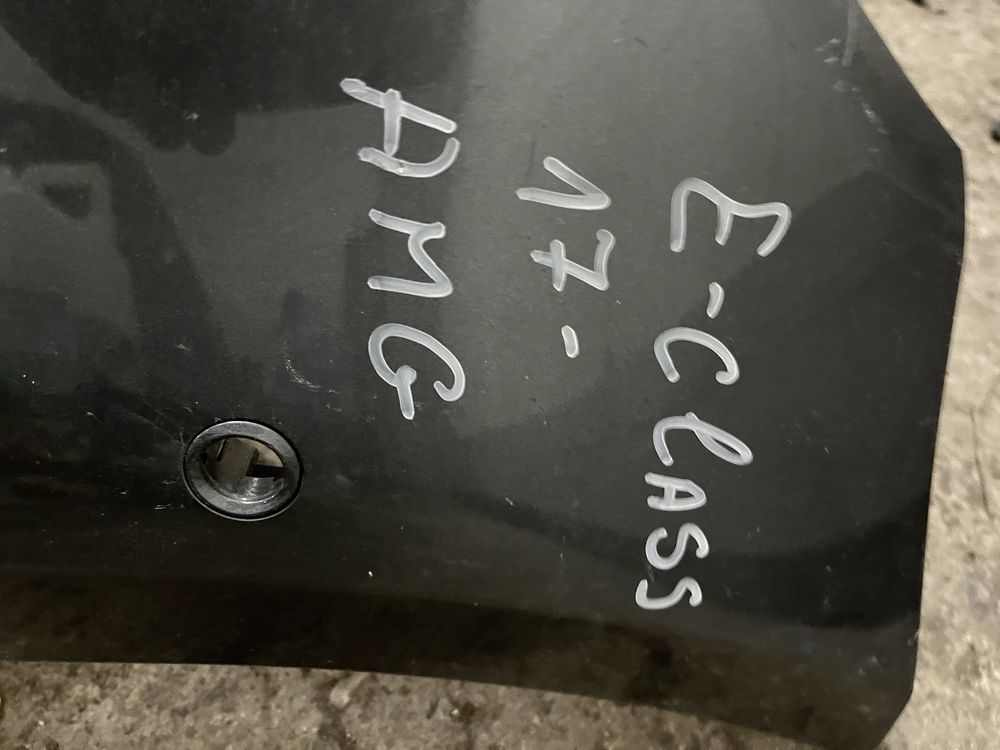 E-ClASS
17-
AMG